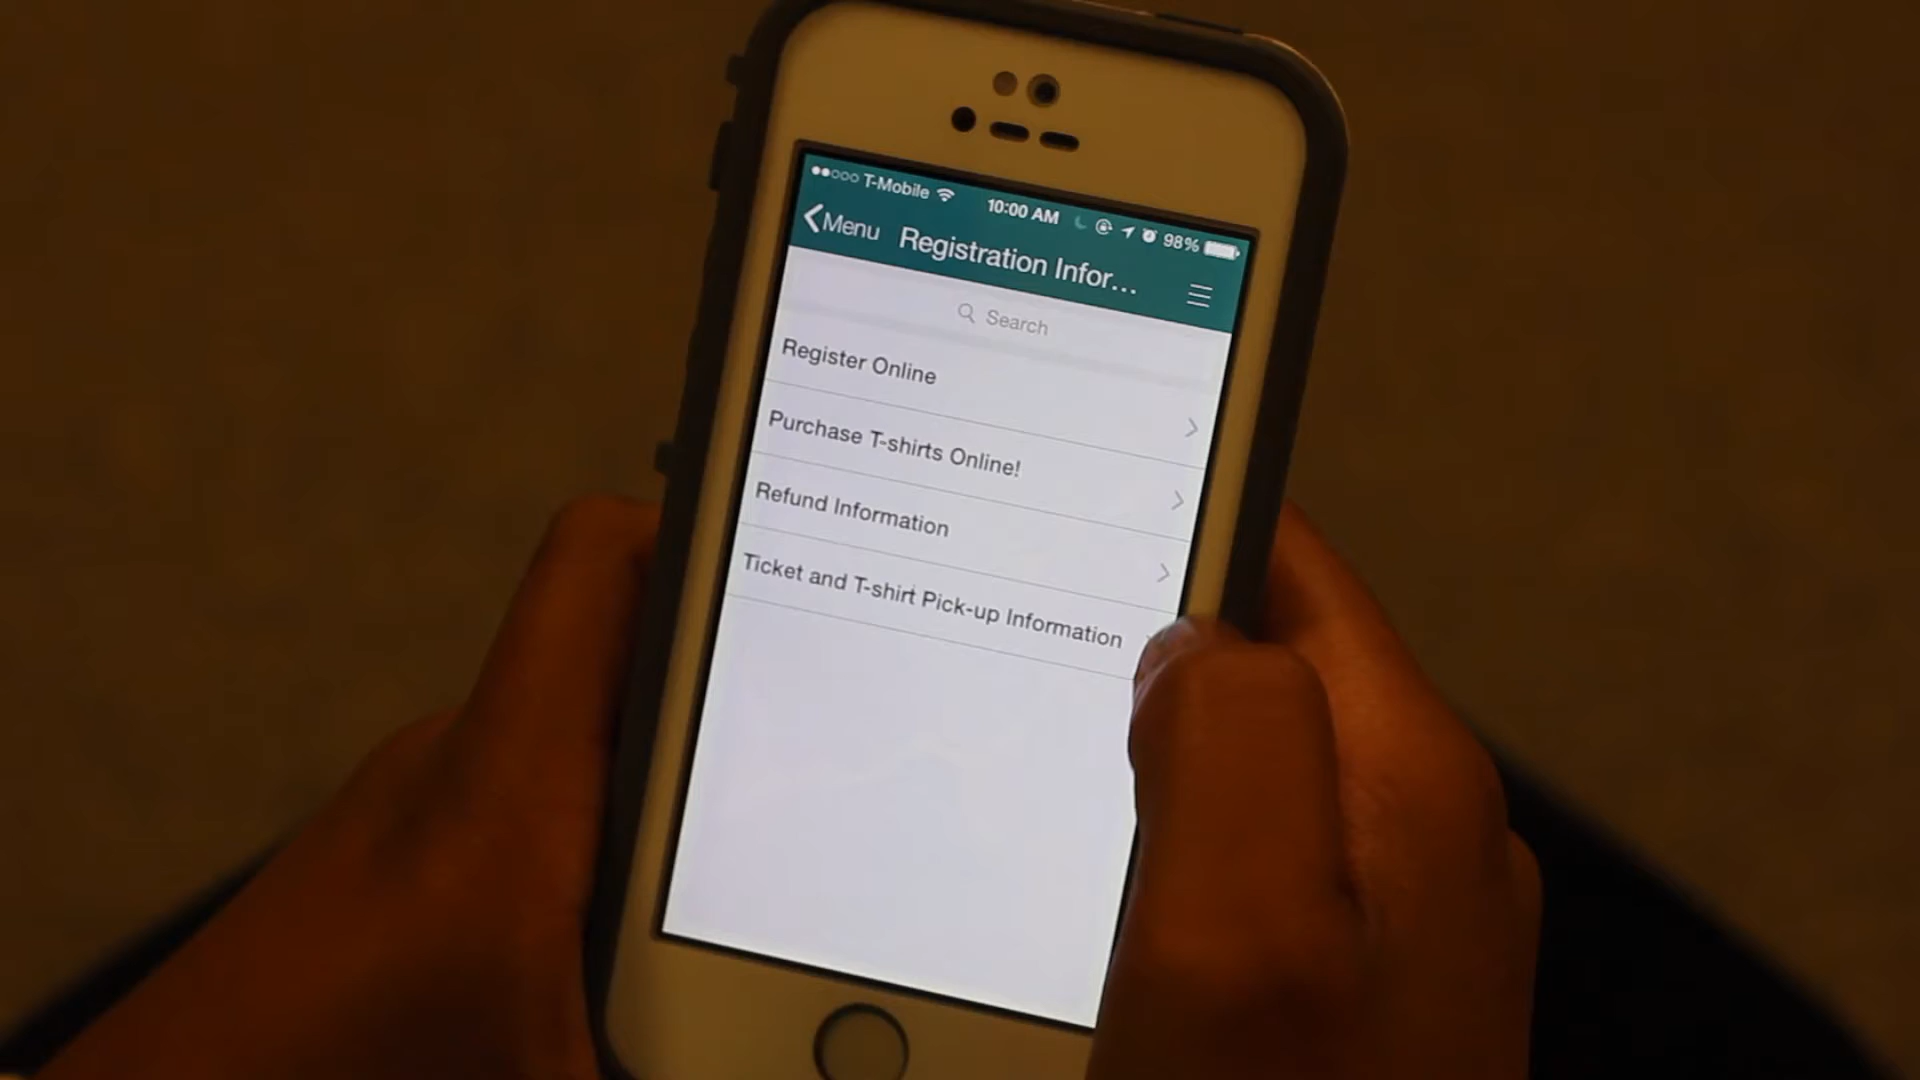 T-Mobile 10:00 AM 98%
Menu Registration Infor...
Search
Register Online
Purchase T-shirts Online!
Refund Information
Ticket and T-shirt Pick-up Information